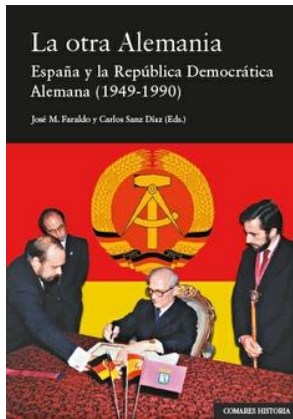 La otra Alemania
España y la República Democrática
Alemana (1949-1990)
José M. Faraldo y Carlos Sanz Díaz (Eds.)
COMARES HISTORIA